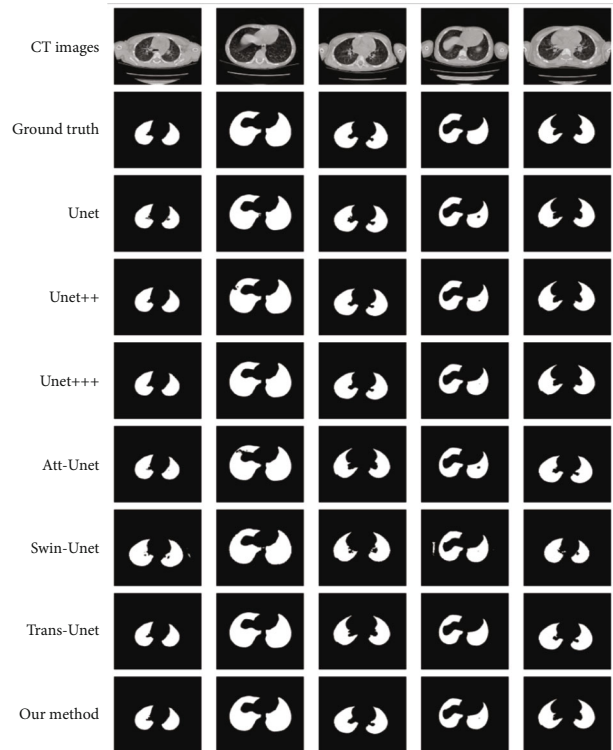 CT images
Ground truth
Unet
Unet++
Unet+++
Att-Unet
Swin-Unet
Trans-Unet
Our method